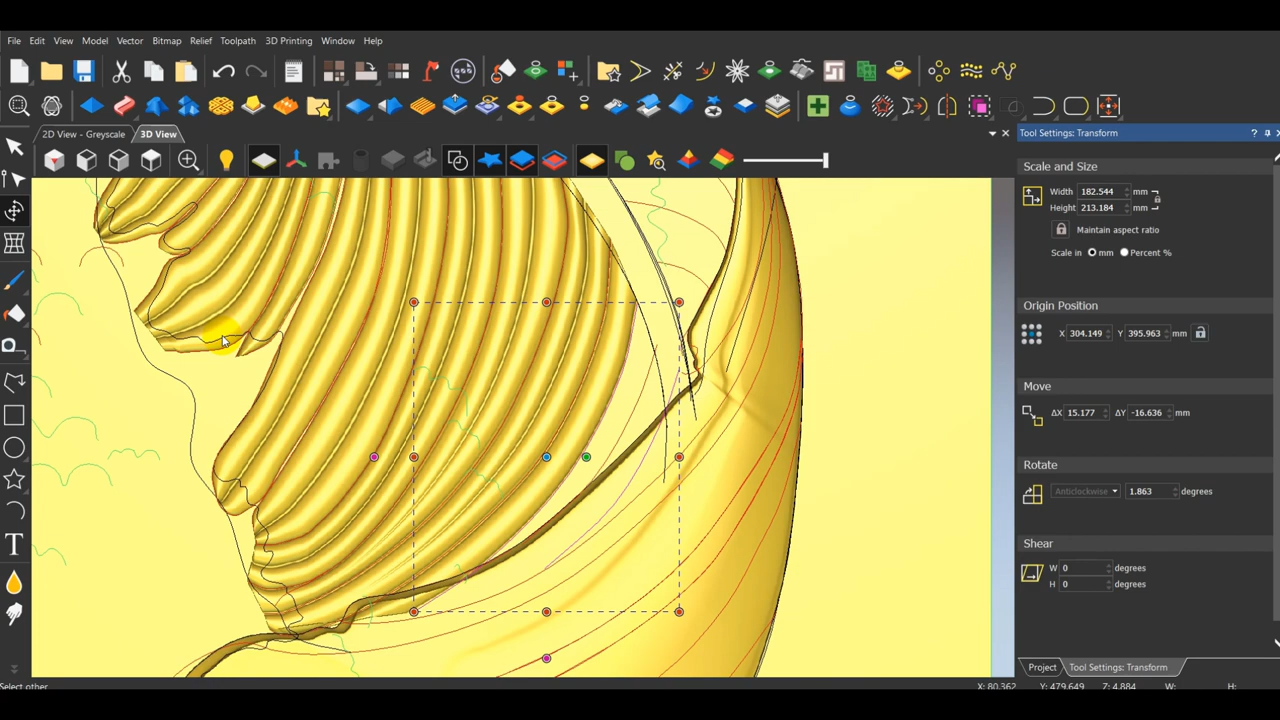 File Edit View Model Vector Bitmap Relief Toolpath 3D Printing Window Help
2D View - Greyscale 3D View
Tool Settings: Transform ?
Scale and Size
Width 182.544 mm
Height 213.184 mm
Maintain aspect ratio
Scale in mm Percent %
Origin Position
X 304.149 Y 395.963 mm
Move
ΔX 15.177 ΔY -16.636 mm
Rotate
Anticlockwise 1.863 degrees
Shear
W 0 degrees
H 0 degrees
T
Project Tool Settings: Transform
Select other X: 80.362 Y: 479.649 Z: 4.884 W: H: